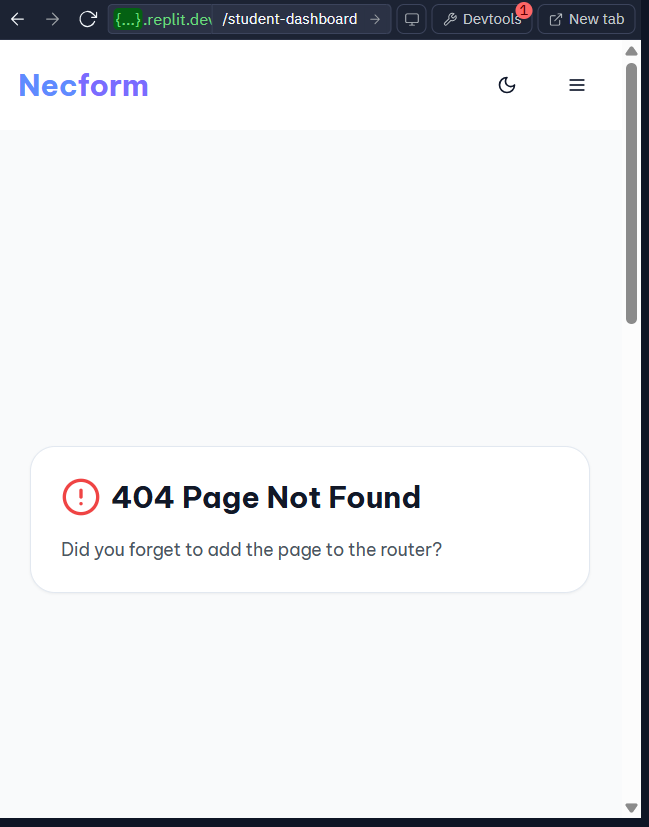 {...}.replit.dev /student-dashboard Devtools 1 New tab
Necform
404 Page Not Found
Did you forget to add the page to the router?